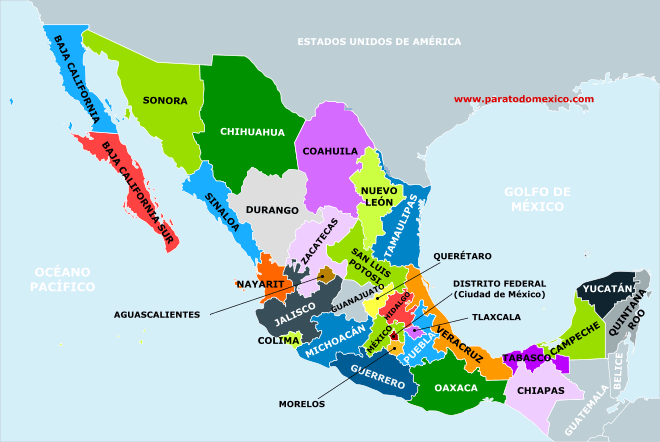 ESTADOS UNIDOS DE AMÉRICA
BAJA CALIFORNIA
SONORA
www.paratodomexico.com
CHIHUAHUA
COAHUILA
BAJA CALIFORNIA SUR
NUEVO
LEÓN
GOLFO DE
MÉXICO
SINALOA
DURANGO
TAMAULIPAS
ZACATECAS
OCÉANO
PACÍFICO
SAN LUIS
POTOSI
QUERÉTARO
NAYARIT
DISTRITO FEDERAL
(Ciudad de México)
YUCATÁN
GUANAJUATO
HIDALGO
QUINTANA
ROO
AGUASCALIENTES
JALISCO
TLAXCALA
COLIMA
MICHOACÁN
MÉXICO
PUEBLA
VERACRUZ
TABASCO
CAMPECHE
BELICE
GUERRERO
OAXACA
CHIAPAS
MORELOS
GUATEMALA